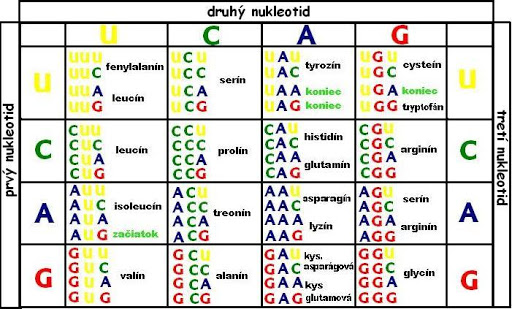 druhý nukleotid
U C A G
prvý nukleotid
tretí nukleotid
U
UUU
UUC
fenylalanín
UUA
UUG
leucín
UCU
UCC
UCA
UCG
serín
UAU
UAC
tyrozín
UAA koniec
UAG koniec
UGU
UGC
cysteín
UGA koniec
UGG tryptofán
U
C
CUU
CUC
CUA
CUG
leucín
CCU
CCC
CCA
CCG
prolín
CAU
CAC
histidín
CAA
CAG
glutamín
CGU
CGC
CGA
CGG
arginín
C
A
AUU
AUC
AUA
isoleucín
AUG začiatok
ACU
ACC
ACA
ACG
treonín
AAU
AAC
asparagín
AAA
AAG
lyzín
AGU
AGC
serín
AGA
AGG
arginín
A
G
GUU
GUC
GUA
GUG
valín
GCU
GCC
GCA
GCG
alanín
GAU
GAC
kys.
asparágová
GAA
GAG
kys
glutamová
GGU
GGC
GGA
GGG
glycín
G